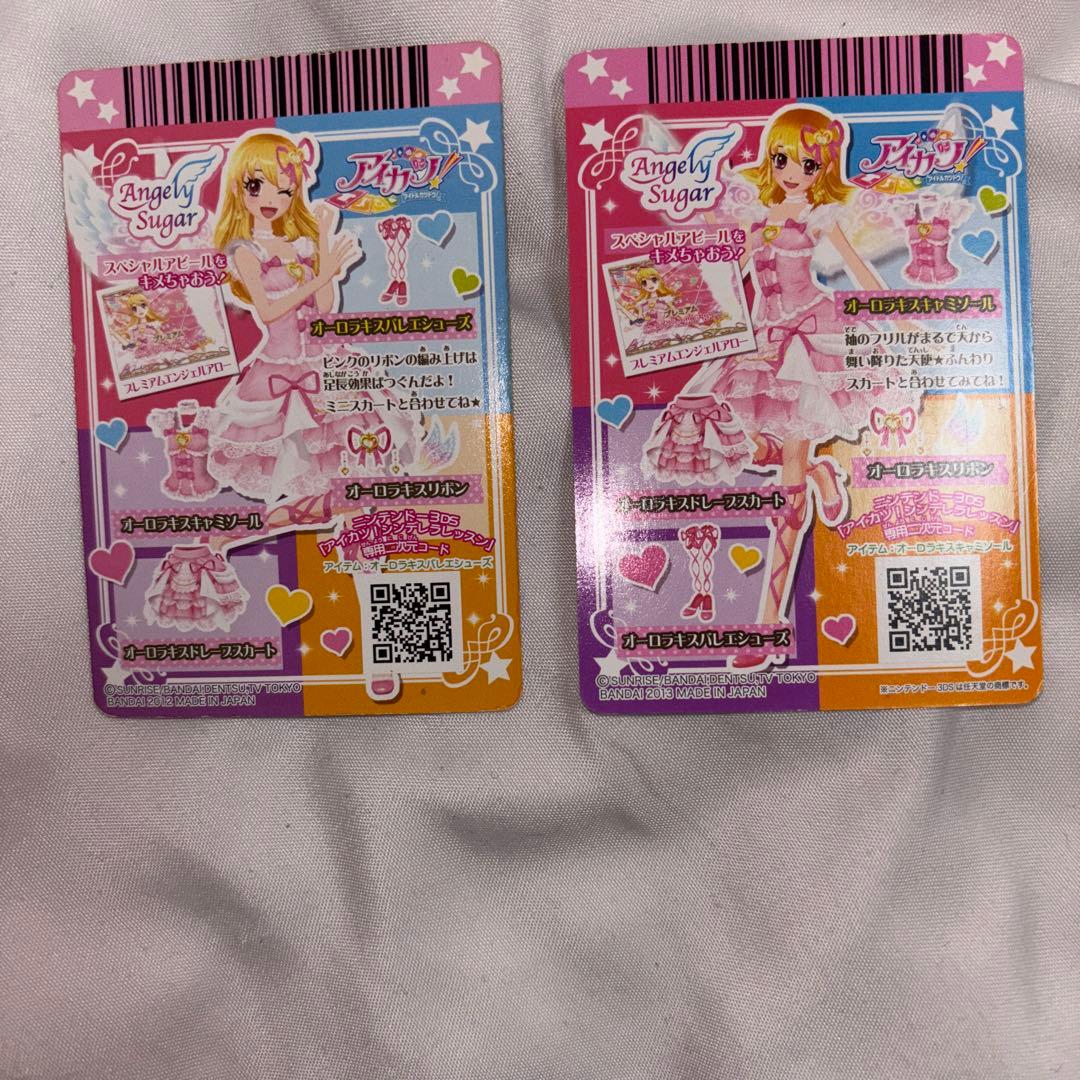 Angely
Sugar
アイカツ!
アイドルカツドウ!
スペシャルアピールを
キメちゃおう!
プレミアム
プレミアムエンジェルアロー
オーロラキスバレエシューズ
ピンクのリボンの編み上げは
足長効果ばつぐんだよ!
ミニスカートと合わせてね★
オーロラキスリボン
オーロラキスキャミソール
ニンテンドー3DS
「アイカツ!シンデレラレッスン」
専用二次元コード
アイテム:オーロラキスバレエシューズ
オーロラキスドレープスカート
©SUNRISE/BANDAI,DENTSU,TV TOKYO
BANDAI 2012 MADE IN JAPAN
Angely
Sugar
アイカツ!
アイドルカツドウ!
スペシャルアピールを
キメちゃおう!
プレミアム
プレミアムエンジェルアロー
オーロラキスキャミソール
袖のフリルがまるで天から
舞い降りた天使★ふんわり
スカートと合わせてみてね!
オーロラキスリボン
オーロラキスドレープスカート
ニンテンドー3DS
「アイカツ!シンデレラレッスン」
専用二次元コード
アイテム:オーロラキスキャミソール
オーロラキスバレエシューズ
©SUNRISE/BANDAI,DENTSU,TV TOKYO
BANDAI 2013 MADE IN JAPAN
※ニンテンドー3DSは任天堂の商標です。